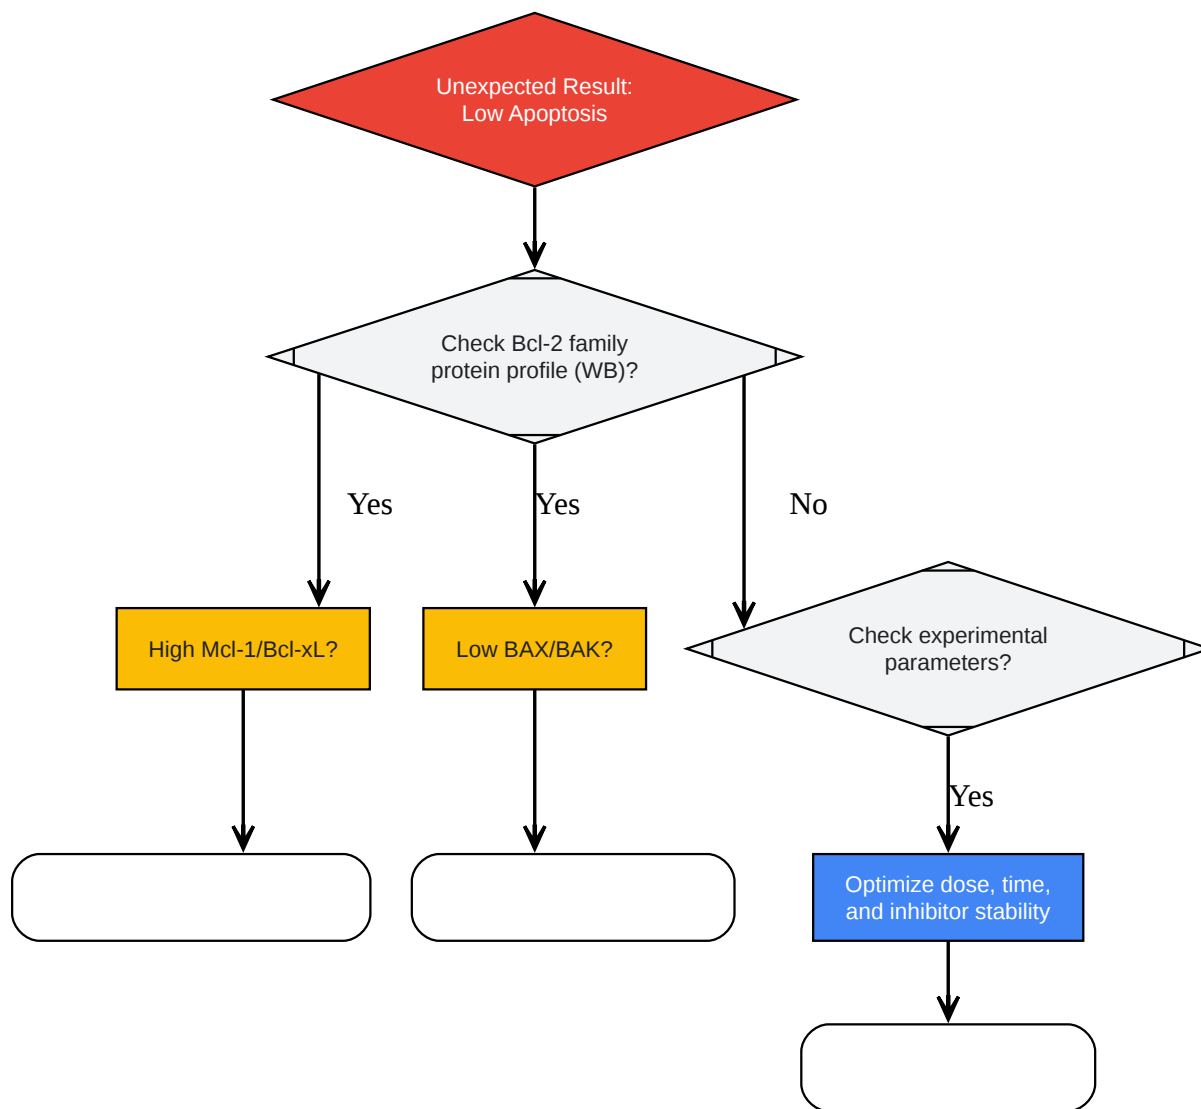 Unexpected Result:
Low Apoptosis
Check Bcl-2 family
protein profile (WB)?
Yes
Yes
No
High Mcl-1/Bcl-xL?
Low BAX/BAK?
Check experimental
parameters?
Yes
Optimize dose, time,
and inhibitor stability